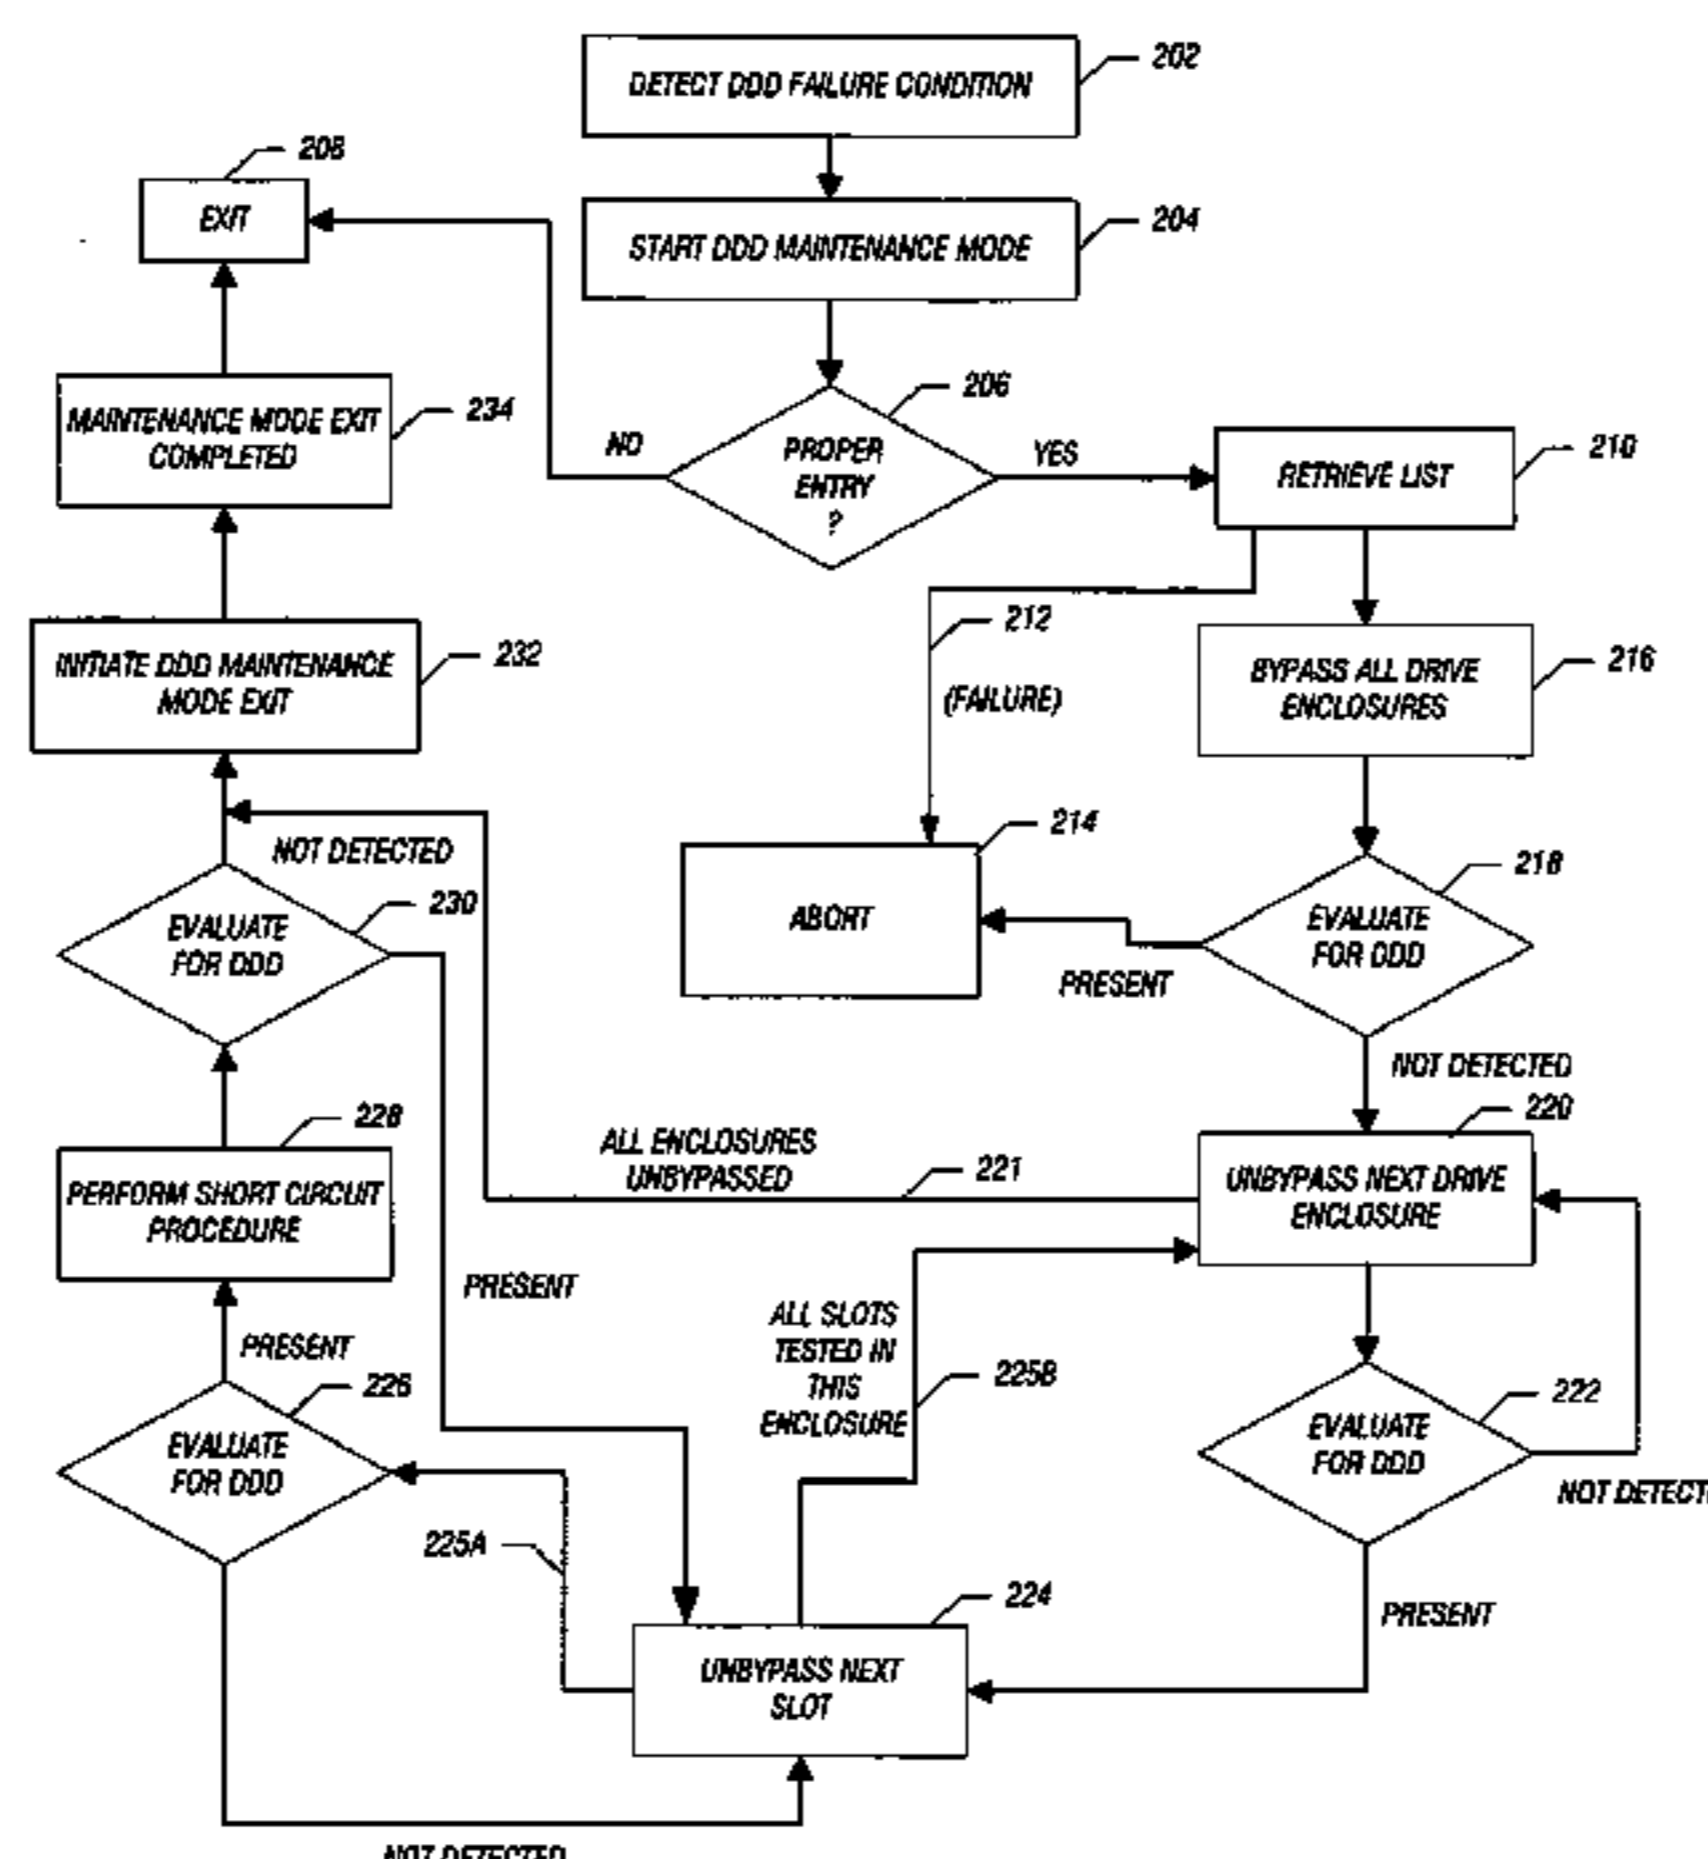 DETECT DDD FAILURE CONDITION
202
208
EXIT
START DDD MAINTENANCE MODE
204
MAINTENANCE MODE EXIT
COMPLETED
234
206
NO
PROPER
ENTRY
?
YES
RETRIEVE LIST
210
212
(FAILURE)
INITIATE DDD MAINTENANCE
MODE EXIT
232
BYPASS ALL DRIVE
ENCLOSURES
216
NOT DETECTED
214
ABORT
218
EVALUATE
FOR DDD
PRESENT
230
EVALUATE
FOR DDD
NOT DETECTED
220
228
PERFORM SHORT CIRCUIT
PROCEDURE
ALL ENCLOSURES
UNBYPASSED
221
UNBYPASS NEXT DRIVE
ENCLOSURE
PRESENT
PRESENT
ALL SLOTS
TESTED IN
THIS
ENCLOSURE
225B
226
EVALUATE
FOR DDD
222
EVALUATE
FOR DDD
NOT DETECT
225A
224
PRESENT
UNBYPASS NEXT
SLOT
NOT DETECTED